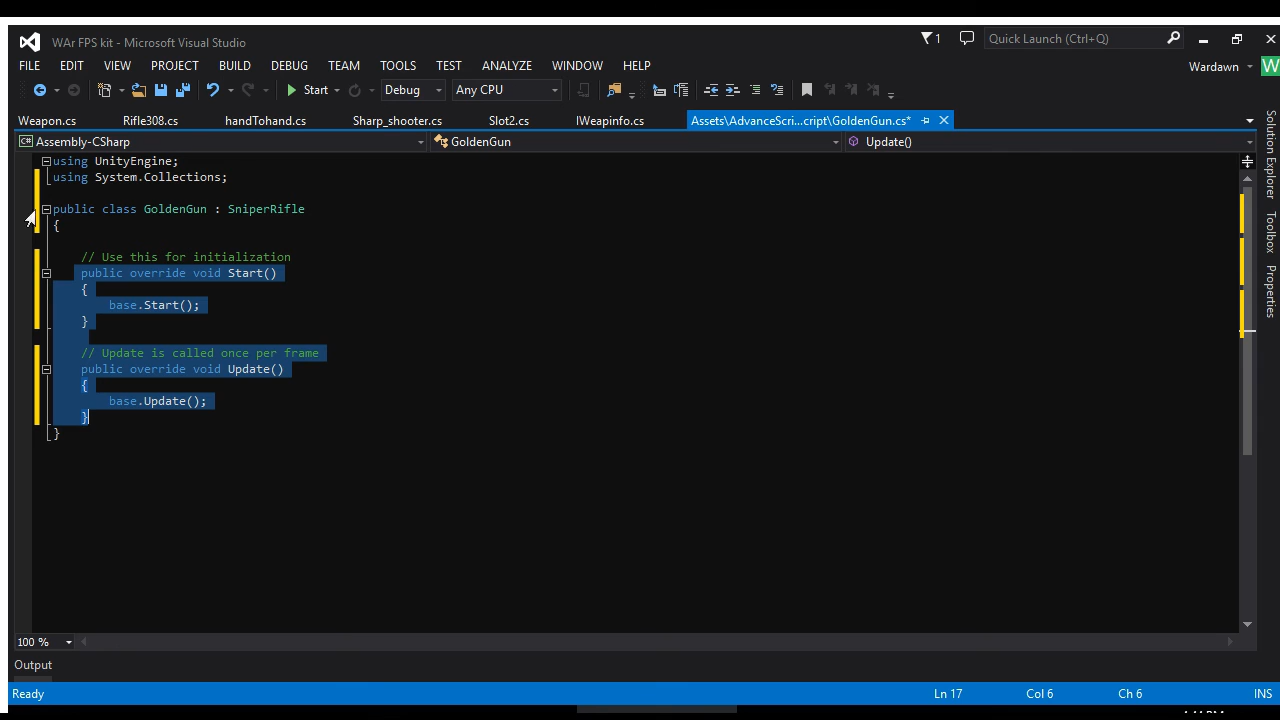 WAr FPS kit - Microsoft Visual Studio
1
Quick Launch (Ctrl+Q)
FILE EDIT VIEW PROJECT BUILD DEBUG TEAM TOOLS TEST ANALYZE WINDOW HELP
Wardawn W
Start Debug Any CPU
Weapon.cs Rifle308.cs handTohand.cs Sharp_shooter.cs Slot2.cs IWeapinfo.cs Assets\AdvanceScri...cript\GoldenGun.cs*
C# Assembly-CSharp GoldenGun Update()
using UnityEngine;
using System.Collections;
public class GoldenGun : SniperRifle
{
// Use this for initialization
public override void Start()
{
base.Start();
}
// Update is called once per frame
public override void Update()
{
base.Update();
}
}
Solution Explorer
Toolbox
Properties
100 %
Output
Ready Ln 17 Col 6 Ch 6 INS